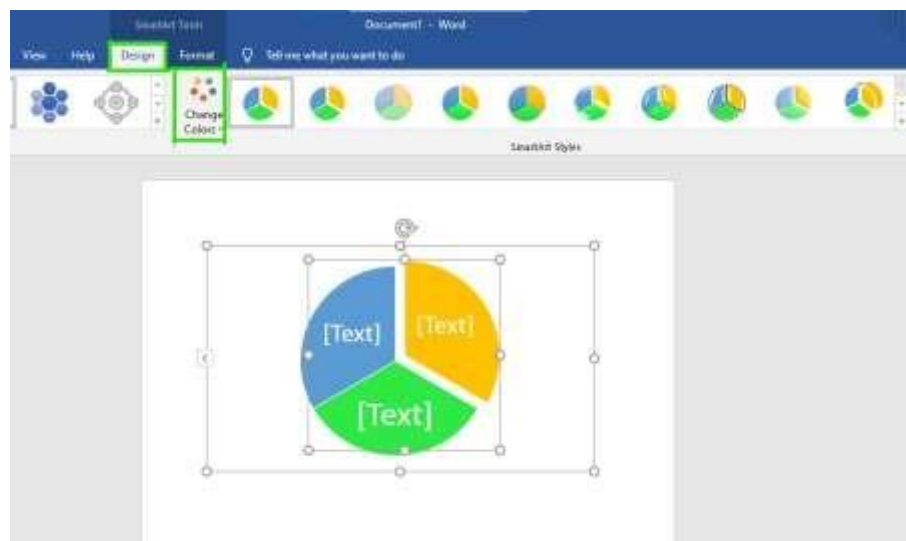 SmartArt Tools
Document1 - Word
View Help Design Format Tell me what you want to do
Change
Colors
SmartArt Styles
[Text]
[Text]
[Text]